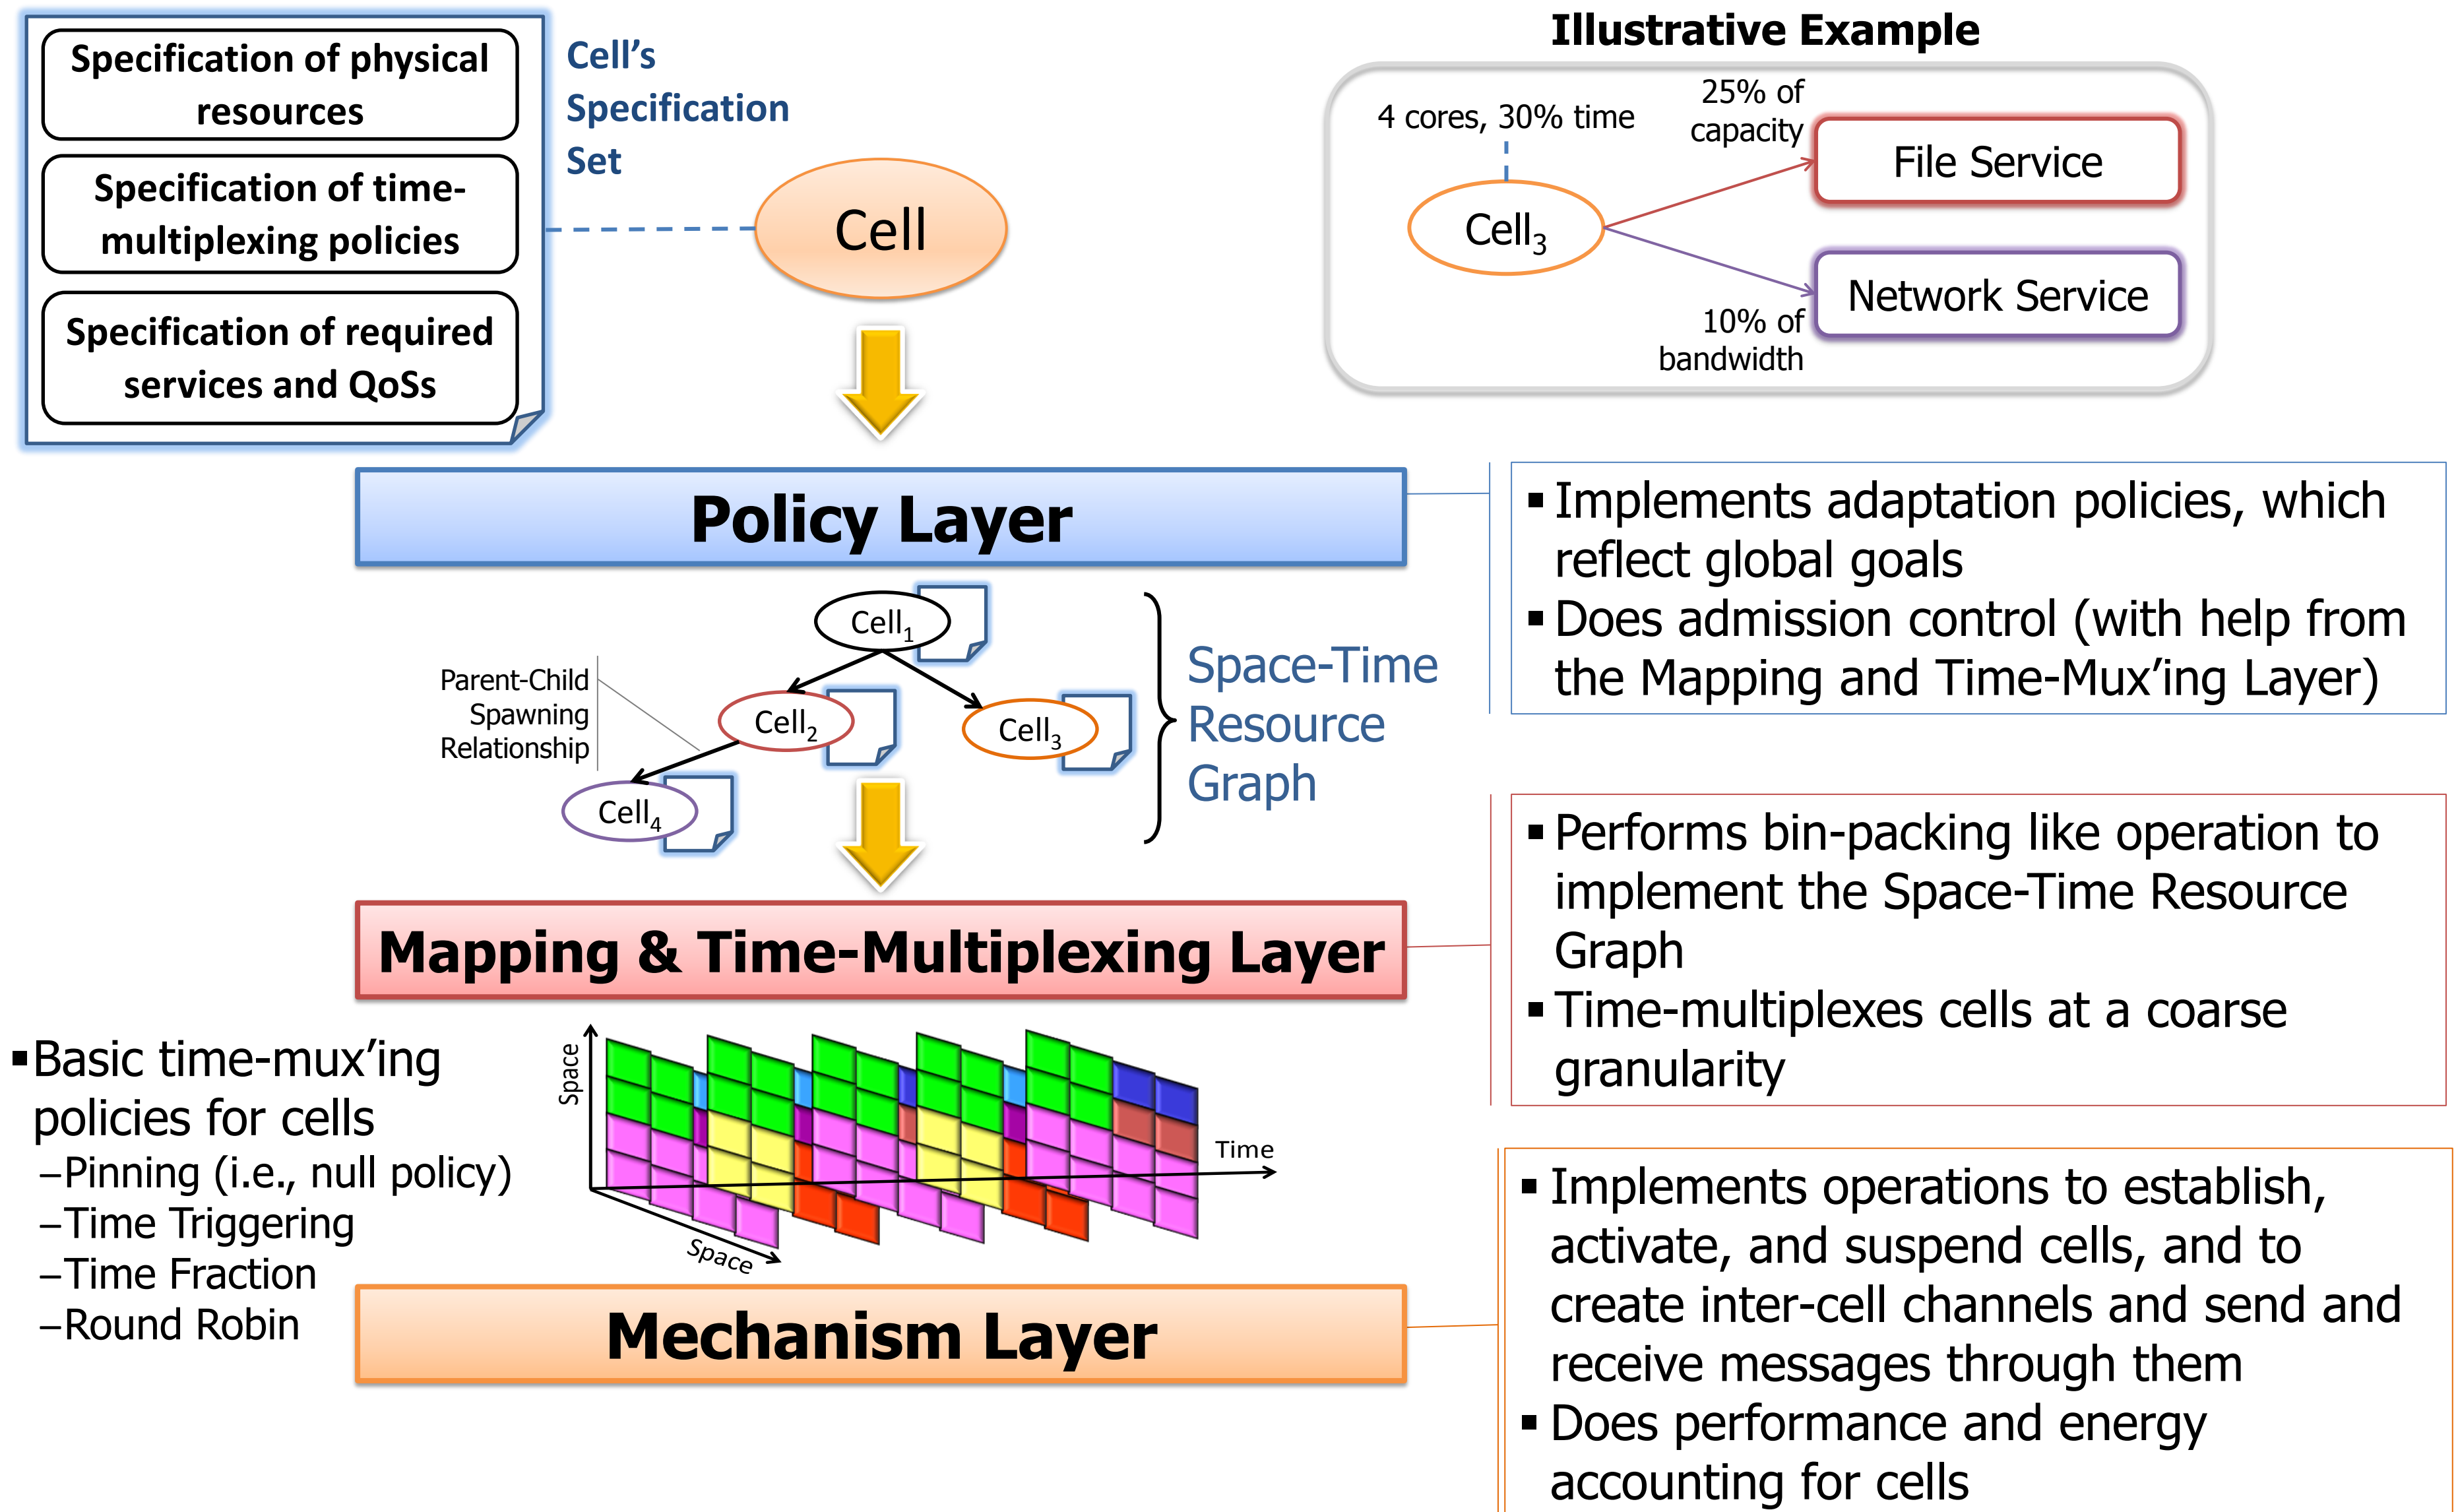 Specification of physical
resources
Specification of time-
multiplexing policies
Specification of required
services and QoSs
Cell’s
Specification
Set
Cell
Illustrative Example
4 cores, 30% time
25% of
capacity
File Service
Cell3
Network Service
10% of
bandwidth
Policy Layer
▪ Implements adaptation policies, which
reflect global goals
▪ Does admission control (with help from
the Mapping and Time-Mux’ing Layer)
Cell1
Parent-Child
Spawning
Relationship
Cell2
Cell3
Cell4
Space-Time
Resource
Graph
Mapping & Time-Multiplexing Layer
▪ Performs bin-packing like operation to
implement the Space-Time Resource
Graph
▪ Time-multiplexes cells at a coarse
granularity
▪Basic time-mux’ing
policies for cells
–Pinning (i.e., null policy)
–Time Triggering
–Time Fraction
–Round Robin
Space
Time
Space
Mechanism Layer
▪ Implements operations to establish,
activate, and suspend cells, and to
create inter-cell channels and send and
receive messages through them
▪ Does performance and energy
accounting for cells